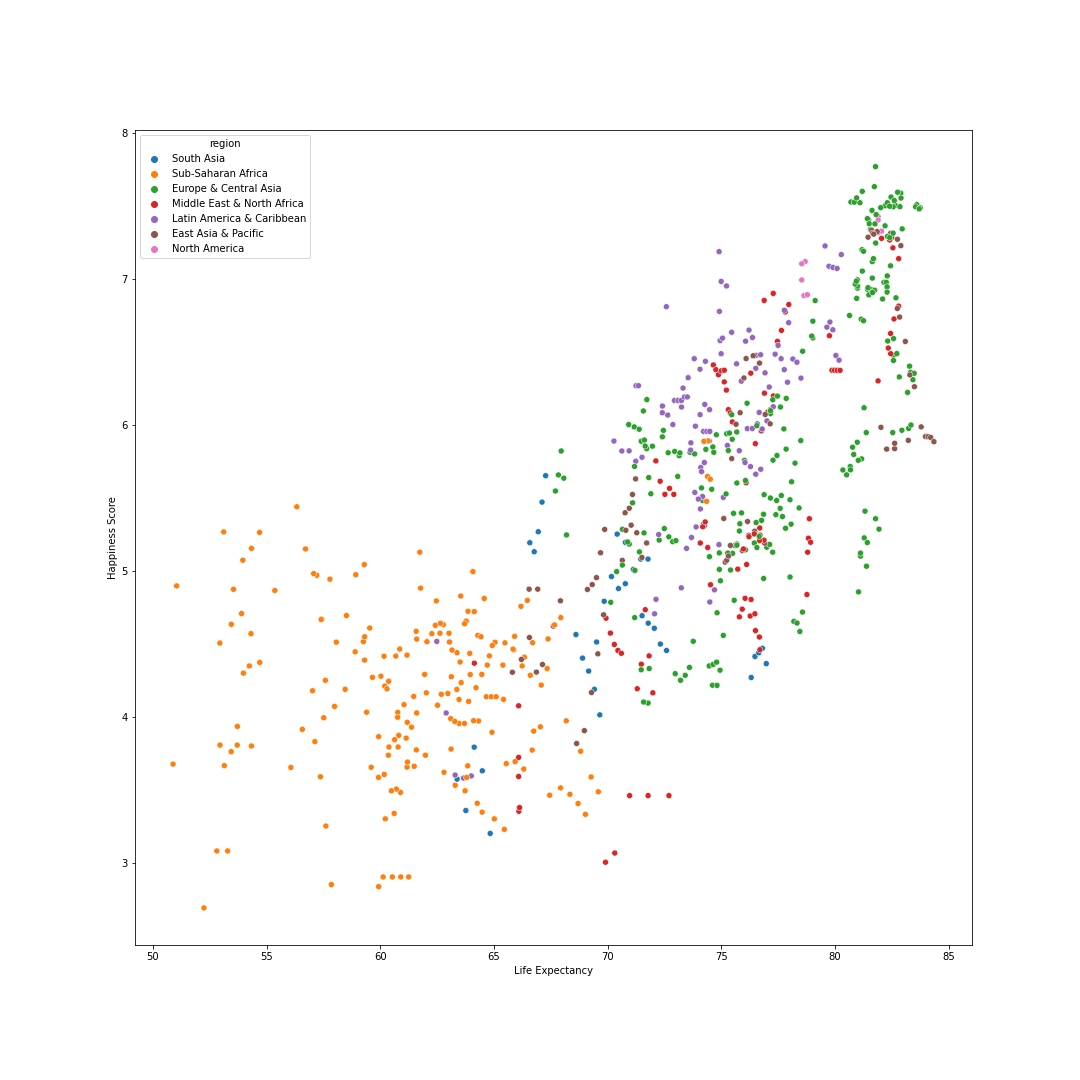 region
South Asia
Sub-Saharan Africa
Europe & Central Asia
Middle East & North Africa
Latin America & Caribbean
East Asia & Pacific
North America
8
7
6
5
4
3
Happiness Score
50 55 60 65 70 75 80 85
Life Expectancy